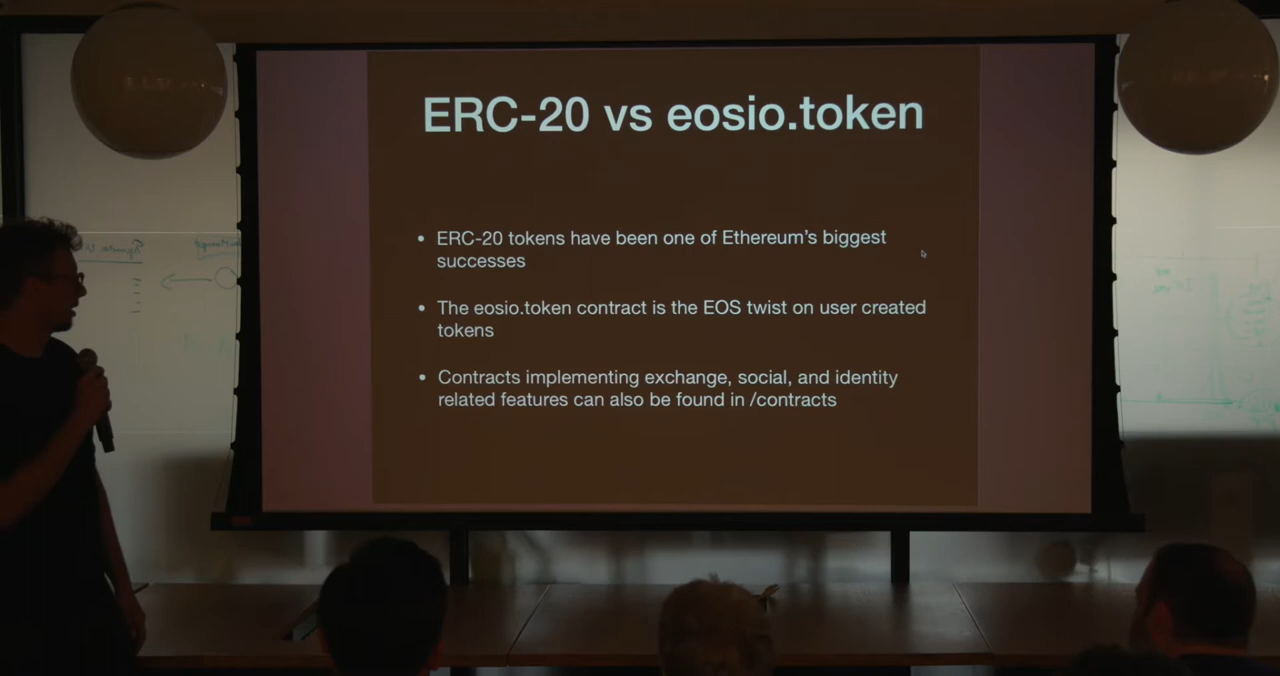 ERC-20 vs eosio.token
• ERC-20 tokens have been one of Ethereum’s biggest
successes
• The eosio.token contract is the EOS twist on user created
tokens
• Contracts implementing exchange, social, and identity
related features can also be found in /contracts